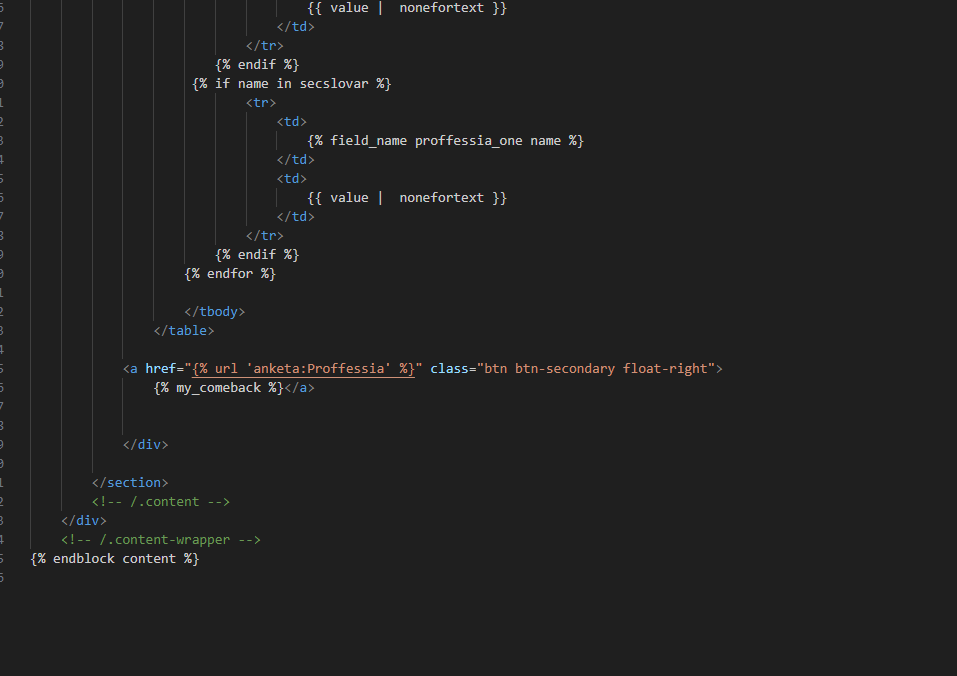 {{ value |  nonefortext }}
</td>
</tr>
{% endif %}
{% if name in secslovar %}
<tr>
<td>
{% field_name proffessia_one name %}
</td>
<td>
{{ value |  nonefortext }}
</td>
</tr>
{% endif %}
{% endfor %}
</tbody>
</table>
<a href="{% url 'anketa:Proffessia' %}" class="btn btn-secondary float-right">
{% my_comeback %}</a>
</div>
</section>
<!-- /.content -->
</div>
<!-- /.content-wrapper -->
{% endblock content %}